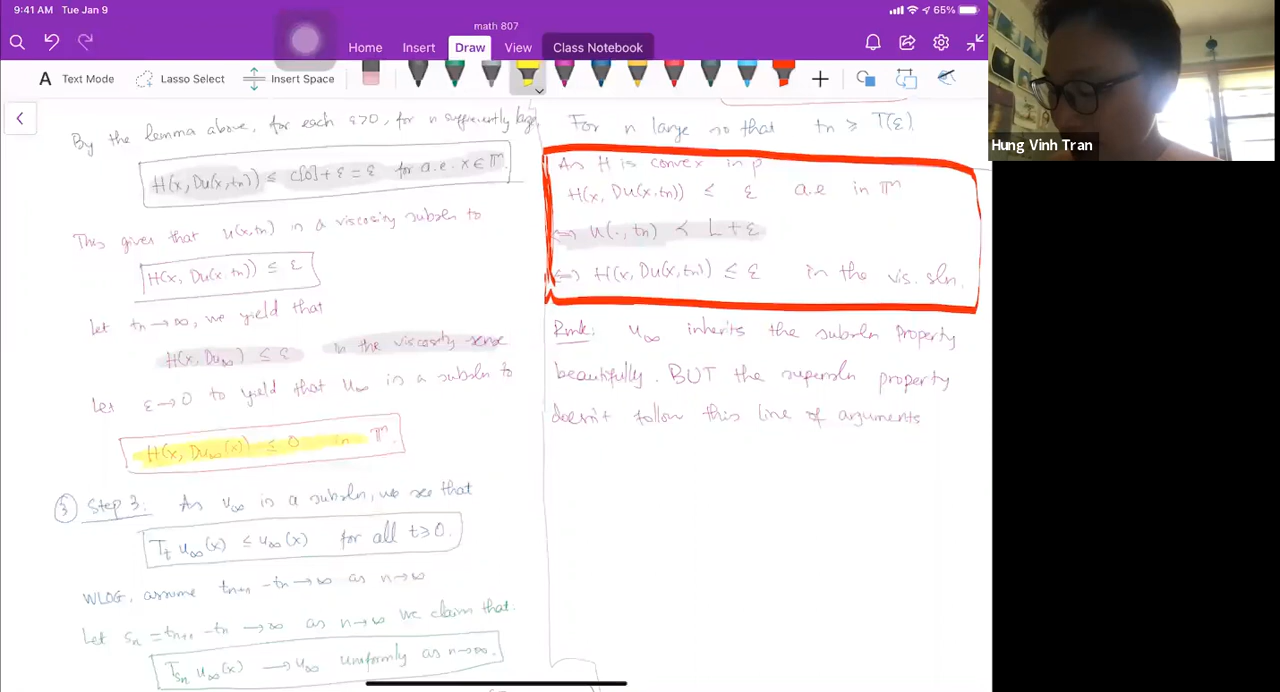 9:41 AM Tue Jan 9
65%
math 807
Home Insert Draw View Class Notebook
A Text Mode Lasso Select Insert Space
Hung Vinh Tran
By the lemma above, for each ε>0, for n sufficiently large,
H(x, Du(x,tn)) ≤ c[0] + ε = ε for a.e. x ∈ Tⁿ.
This gives that u(x,tn) is a viscosity subsln to
H(x, Du(x,tn)) ≤ ε
Let tn → ∞, we yield that
H(x, Du∞) ≤ ε in the viscosity sense
Let ε → 0 to yield that u∞ is a subsln to
H(x, Du∞(x)) ≤ 0 in Tⁿ.
③ Step 3: As u∞ is a subsln, we see that
Tt u∞(x) ≤ u∞(x) for all t ≥ 0.
WLOG, assume tn+1 - tn → ∞ as n → ∞
Let sn = tn+1 - tn → ∞ as n → ∞ We claim that:
Tsn u∞(x) → u∞ uniformly as n → ∞.
For n large so that tn ≥ T(ε),
As H is convex in p
H(x, Du(x,tn)) ≤ ε a.e in Tⁿ
⇔ u(·, tn) ≺ L + ε
⇔ H(x, Du(x,tn)) ≤ ε in the vis. sln.
Rmk: u∞ inherits the subsln property
beautifully. BUT the supersln property
doesn't follow this line of arguments